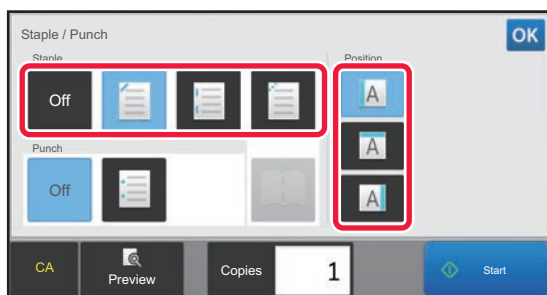 Staple / Punch
OK
Staple
Position
Off
A
A
A
Punch
Off
CA
Preview
Copies
1
Start